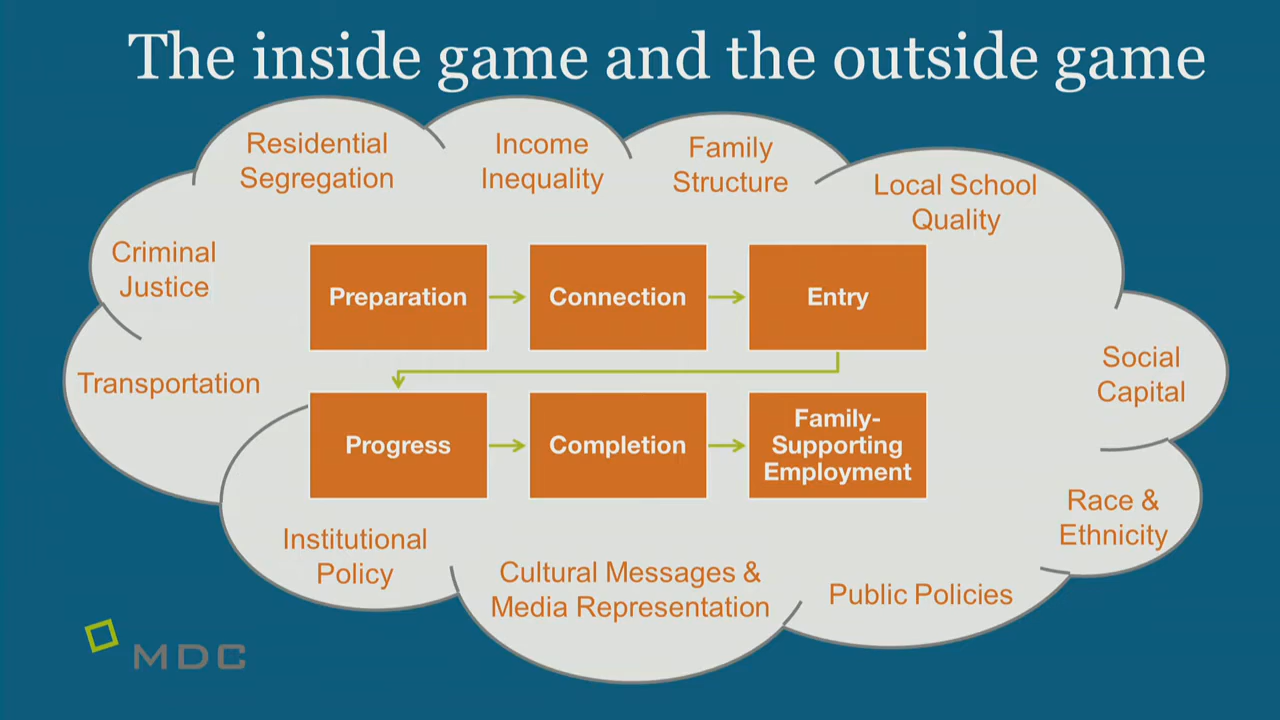 The inside game and the outside game
Residential
Segregation
Income
Inequality
Family
Structure
Local School
Quality
Criminal
Justice
Preparation
Connection
Entry
Transportation
Social
Capital
Progress
Completion
Family-
Supporting
Employment
Race &
Ethnicity
Institutional
Policy
Cultural Messages &
Media Representation
Public Policies
MDC